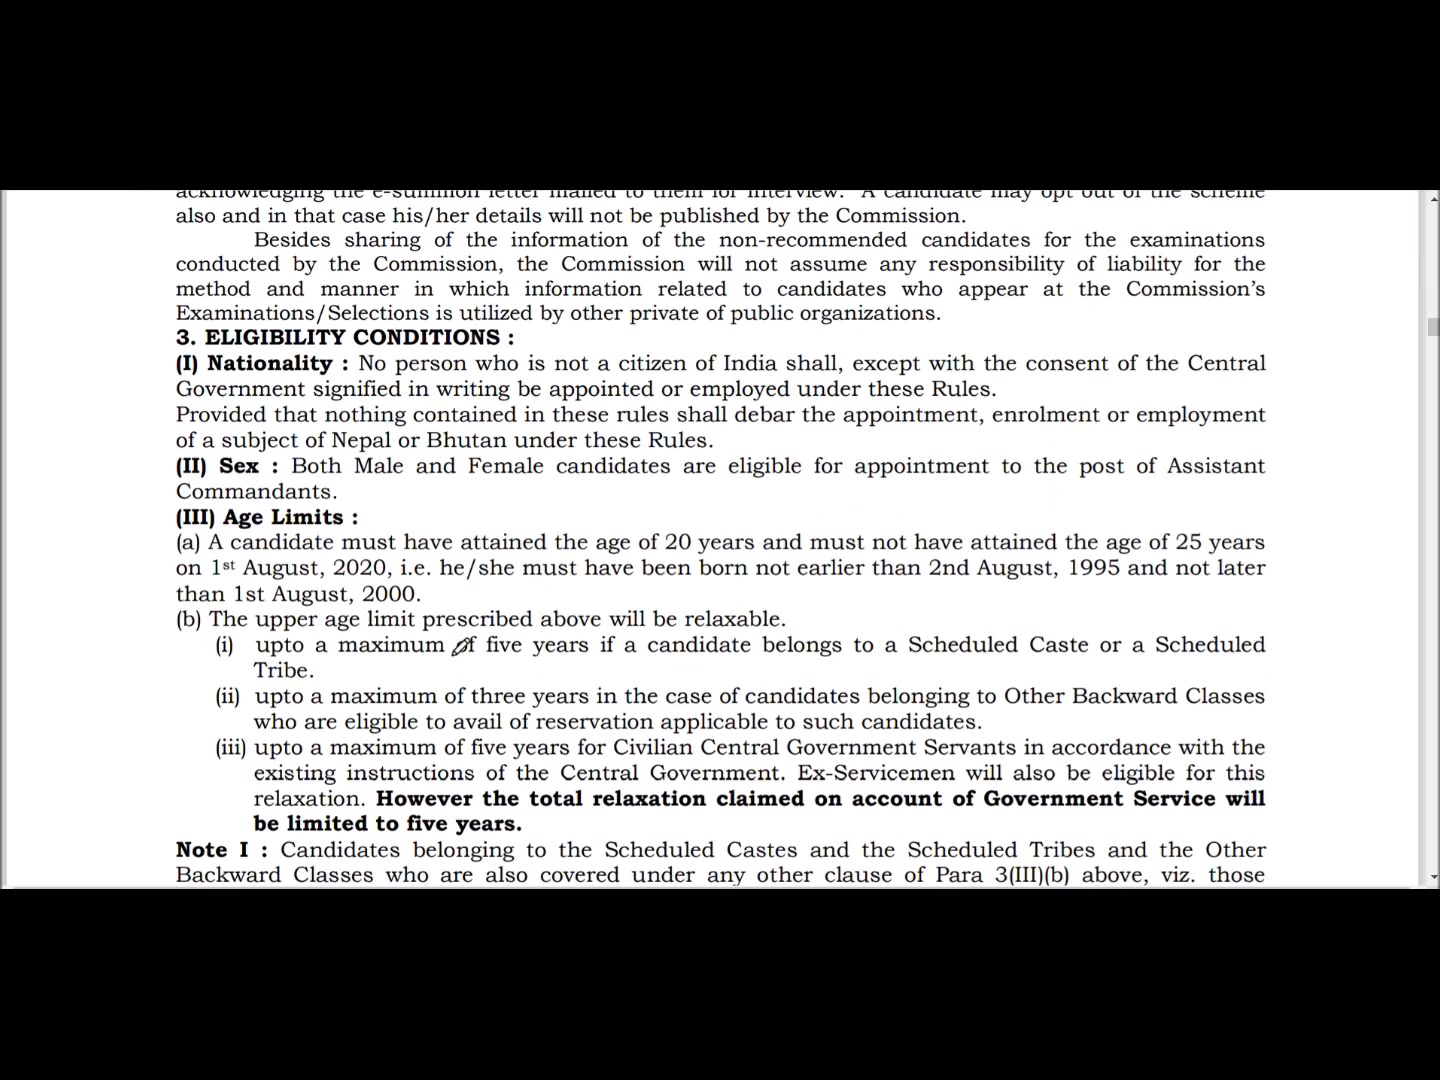 acknowledging the e-summon letter mailed to them for interview. A candidate may opt out of the scheme
also and in that case his/her details will not be published by the Commission.
Besides sharing of the information of the non-recommended candidates for the examinations
conducted by the Commission, the Commission will not assume any responsibility of liability for the
method and manner in which information related to candidates who appear at the Commission's
Examinations/Selections is utilized by other private of public organizations.
3. ELIGIBILITY CONDITIONS :
(I) Nationality : No person who is not a citizen of India shall, except with the consent of the Central
Government signified in writing be appointed or employed under these Rules.
Provided that nothing contained in these rules shall debar the appointment, enrolment or employment
of a subject of Nepal or Bhutan under these Rules.
(II) Sex : Both Male and Female candidates are eligible for appointment to the post of Assistant
Commandants.
(III) Age Limits :
(a) A candidate must have attained the age of 20 years and must not have attained the age of 25 years
on 1st August, 2020, i.e. he/she must have been born not earlier than 2nd August, 1995 and not later
than 1st August, 2000.
(b) The upper age limit prescribed above will be relaxable.
(i) upto a maximum of five years if a candidate belongs to a Scheduled Caste or a Scheduled
Tribe.
(ii) upto a maximum of three years in the case of candidates belonging to Other Backward Classes
who are eligible to avail of reservation applicable to such candidates.
(iii) upto a maximum of five years for Civilian Central Government Servants in accordance with the
existing instructions of the Central Government. Ex-Servicemen will also be eligible for this
relaxation. However the total relaxation claimed on account of Government Service will
be limited to five years.
Note I : Candidates belonging to the Scheduled Castes and the Scheduled Tribes and the Other
Backward Classes who are also covered under any other clause of Para 3(III)(b) above, viz. those